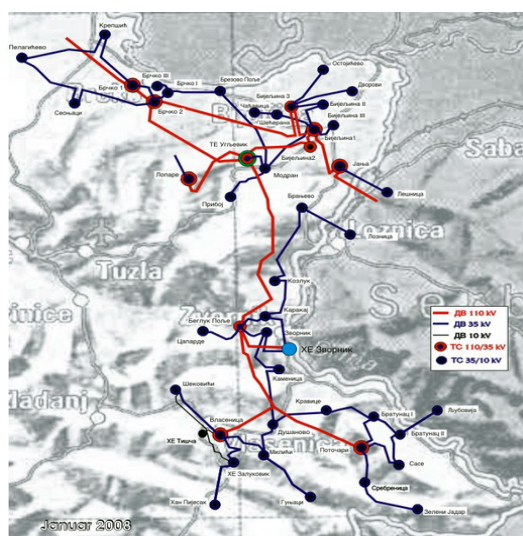 Крепшић
Пелагићево
Остојићево
Брчко III
Брчко I
Брезово Поље
Бијељина 3
Дворови
Брчко 1
Чађавица
Бијељина II
Сеоњаци
Брчко 2
Шећерана
Бијељина III
Бијељина1
ТЕ Угљевик
Бијељина2
Saba
Јања
Лопаре
Модран
Лешница
Прибој
Брањево
Loznica
Лозница
Tuzla
Козлук
Каракај
Беглук Поље
Зворник
Цапарде
ХЕ Зворник
Каменица
ДВ 110 kV
ДВ 35 kV
ДВ 10 kV
ТС 110/35 kV
ТС 35/10 kV
Шековићи
Кравице
Љубовија
Власеница
Братунац I
Душаново
Братунац II
ХЕ Тишча
Милићи
Поточари
Сасе
ХЕ Залуковик
Сребреница
Хан Пијесак
Гуњаци
Зелени Јадар
Januar 2008